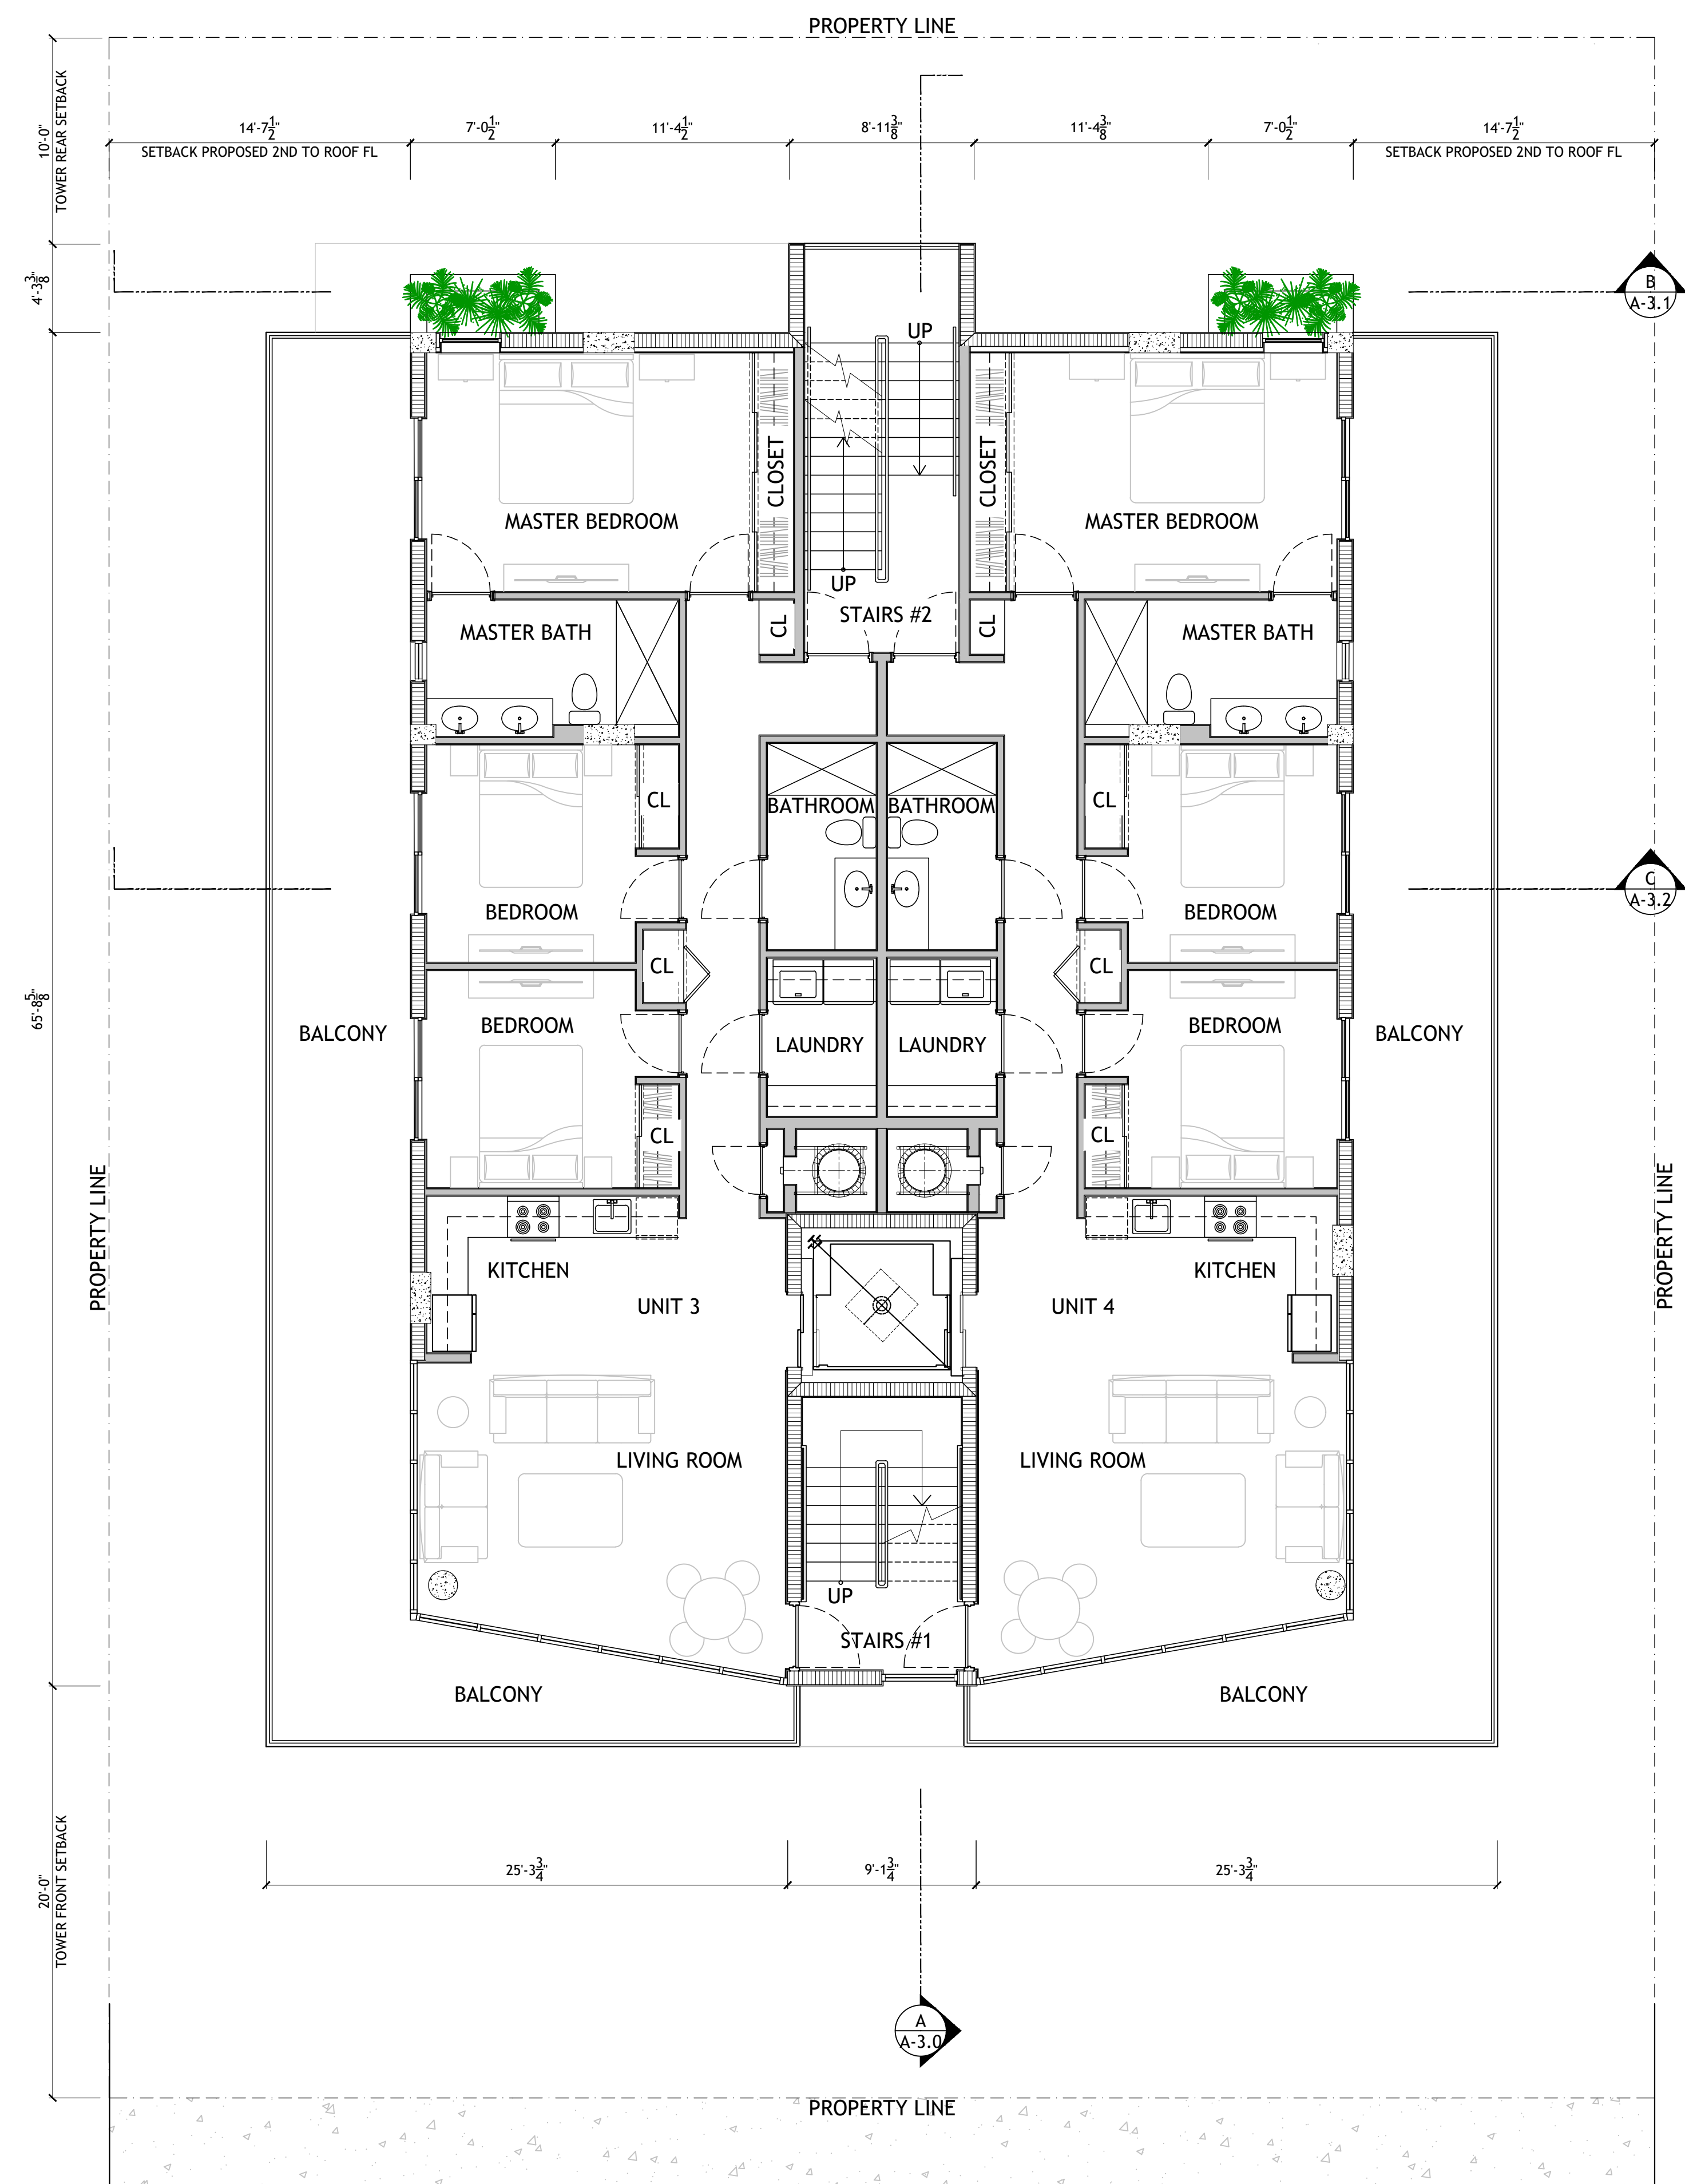 PROPERTY LINE
10'-0"
TOWER REAR SETBACK
14'-7 1/2"
7'-0 1/2"
11'-4 1/2"
8'-11 3/8"
11'-4 3/8"
7'-0 1/2"
14'-7 1/2"
SETBACK PROPOSED 2ND TO ROOF FL
SETBACK PROPOSED 2ND TO ROOF FL
4'-3 3/8"
B
A-3.1
UP
CLOSET
CLOSET
MASTER BEDROOM
MASTER BEDROOM
UP
STAIRS #2
CL
CL
MASTER BATH
MASTER BATH
CL
BATHROOM
BATHROOM
CL
C
A-3.2
BEDROOM
BEDROOM
CL
CL
65'-8 5/8"
BALCONY
BEDROOM
LAUNDRY
LAUNDRY
BEDROOM
BALCONY
CL
CL
PROPERTY LINE
PROPERTY LINE
KITCHEN
KITCHEN
UNIT 3
UNIT 4
LIVING ROOM
LIVING ROOM
UP
STAIRS #1
BALCONY
BALCONY
25'-3 3/4"
9'-1 3/4"
25'-3 3/4"
20'-0"
TOWER FRONT SETBACK
A
A-3.0
PROPERTY LINE